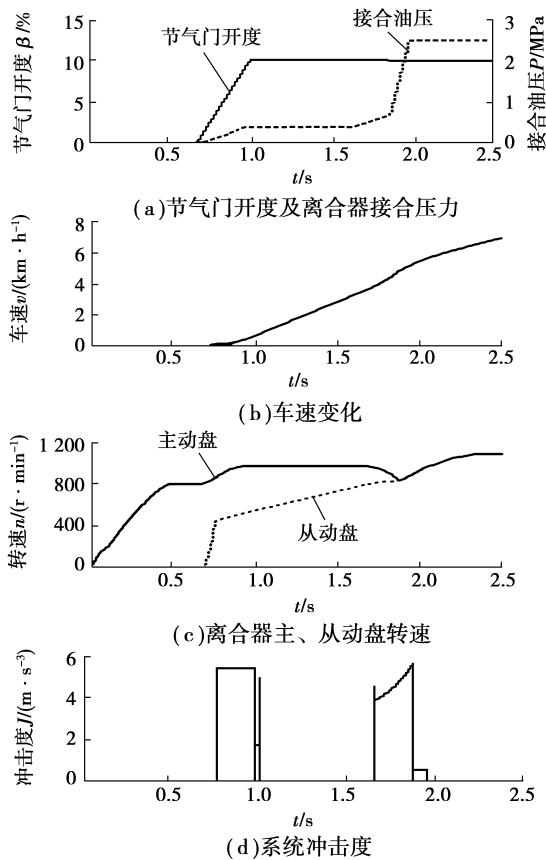 15
10
5
0
节气门开度 β /%
节气门开度
接合油压
3
2
1
0
接合油压P/MPa
0.5 1.0 1.5 2.0 2.5
t/s
(a)节气门开度及离合器接合压力
8
6
4
2
0
车速v/(km · h⁻¹)
0.5 1.0 1.5 2.0 2.5
t/s
(b)车速变化
1 200
800
400
0
转速n/(r · min⁻¹)
主动盘
从动盘
0.5 1.0 1.5 2.0 2.5
t/s
(c)离合器主、从动盘转速
6
4
2
0
冲击度J/(m · s⁻³)
0.5 1.0 1.5 2.0 2.5
t/s
(d)系统冲击度